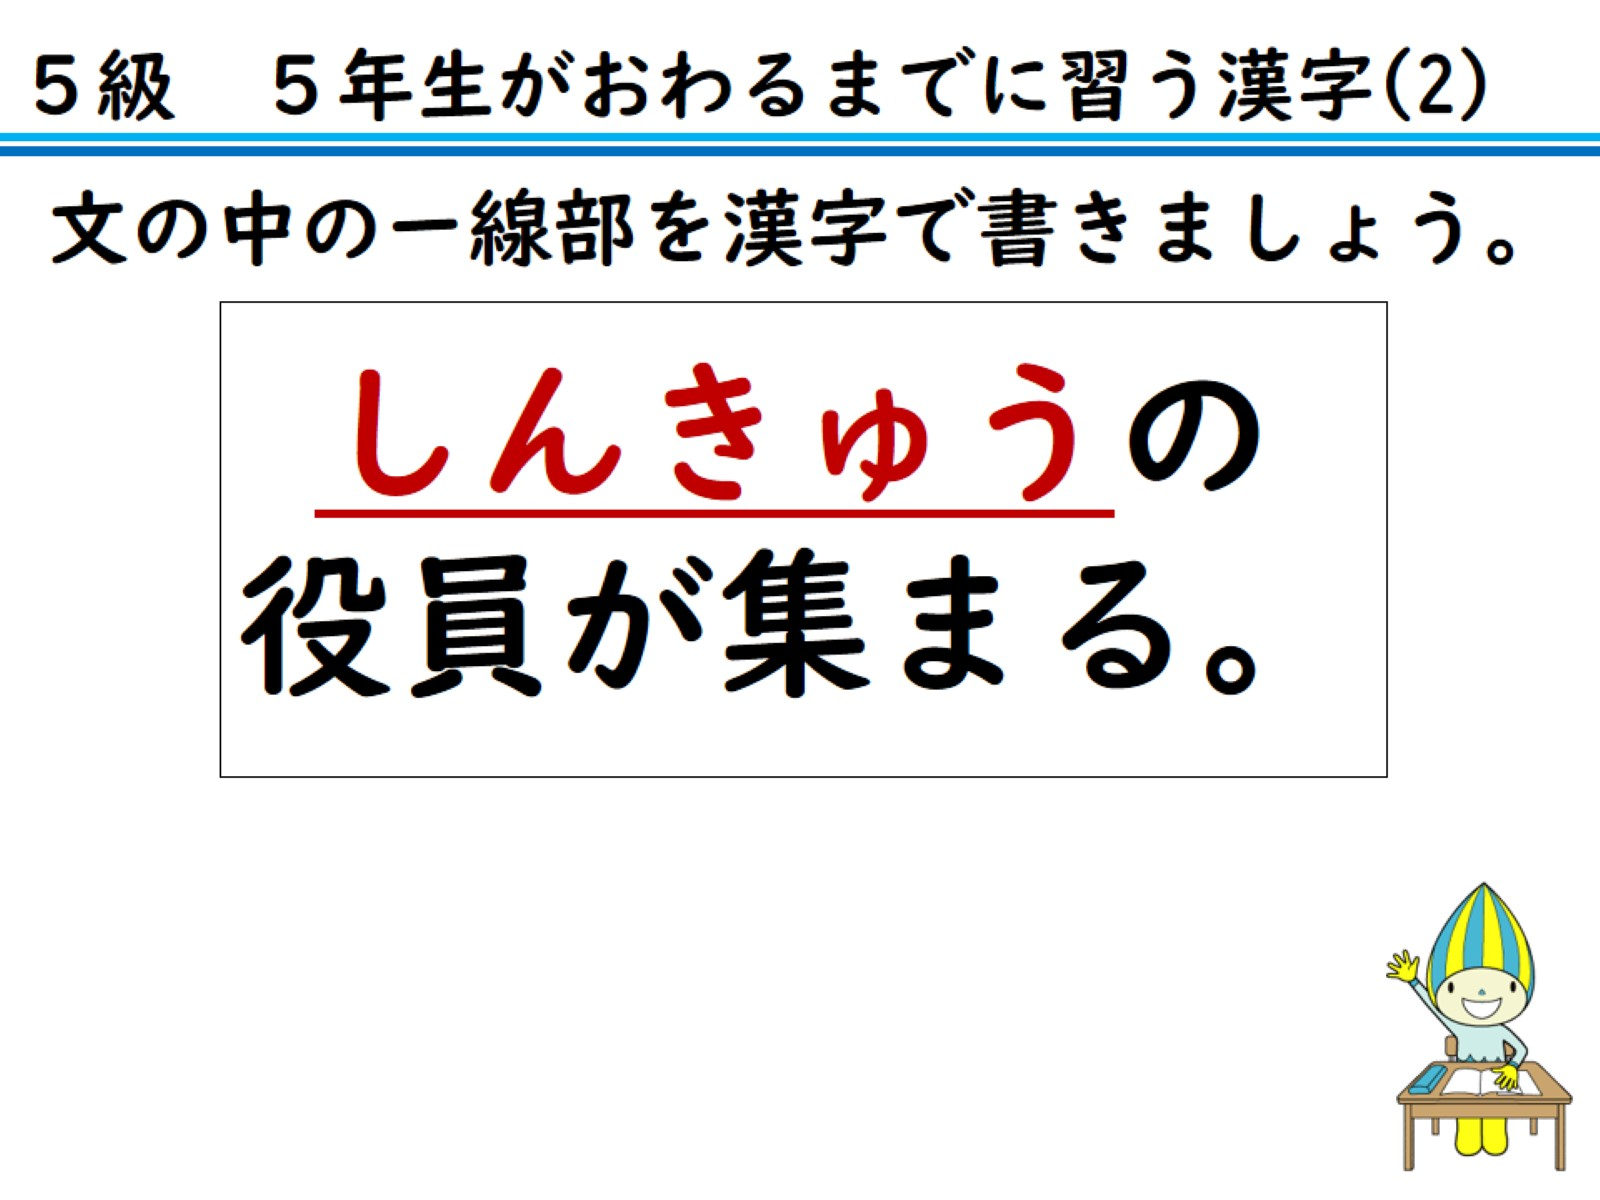 ５級　５年生がおわるまでに習う漢字(2)
文の中の一線部を漢字で書きましょう。
しんきゅうの
役員が集まる。